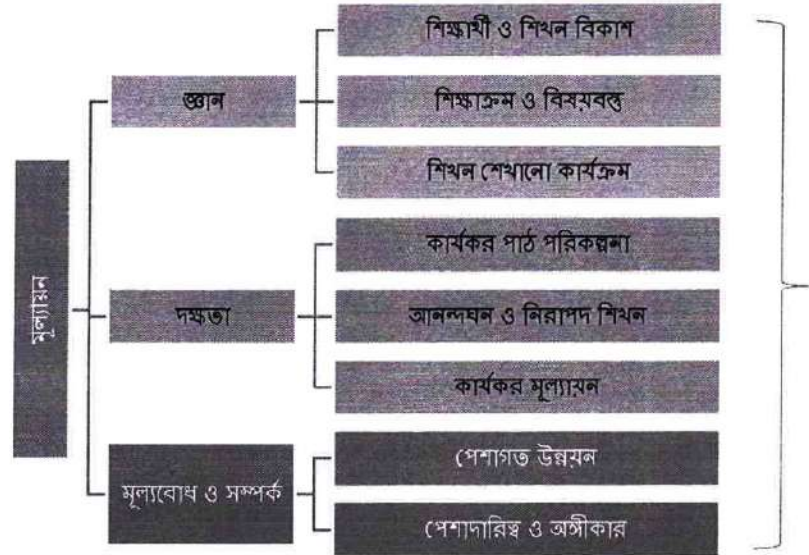 শিক্ষার্থী ও শিখন বিকাশ
জ্ঞান
শিক্ষাক্রম ও বিষয়বস্তু
শিখন শেখানো কার্যক্রম
মূল্যায়ন
কার্যকর পাঠ পরিকল্পনা
দক্ষতা
আনন্দঘন ও নিরাপদ শিখন
কার্যকর মূল্যায়ন
মূল্যবোধ ও সম্পর্ক
পেশাগত উন্নয়ন
পেশাদারিত্ব ও অঙ্গীকার